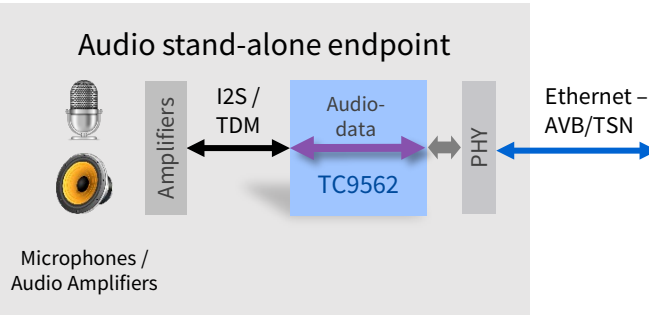 Audio stand-alone endpoint
Amplifiers
I2S /
TDM
Audio-
data
TC9562
PHY
Ethernet –
AVB/TSN
Microphones /
Audio Amplifiers